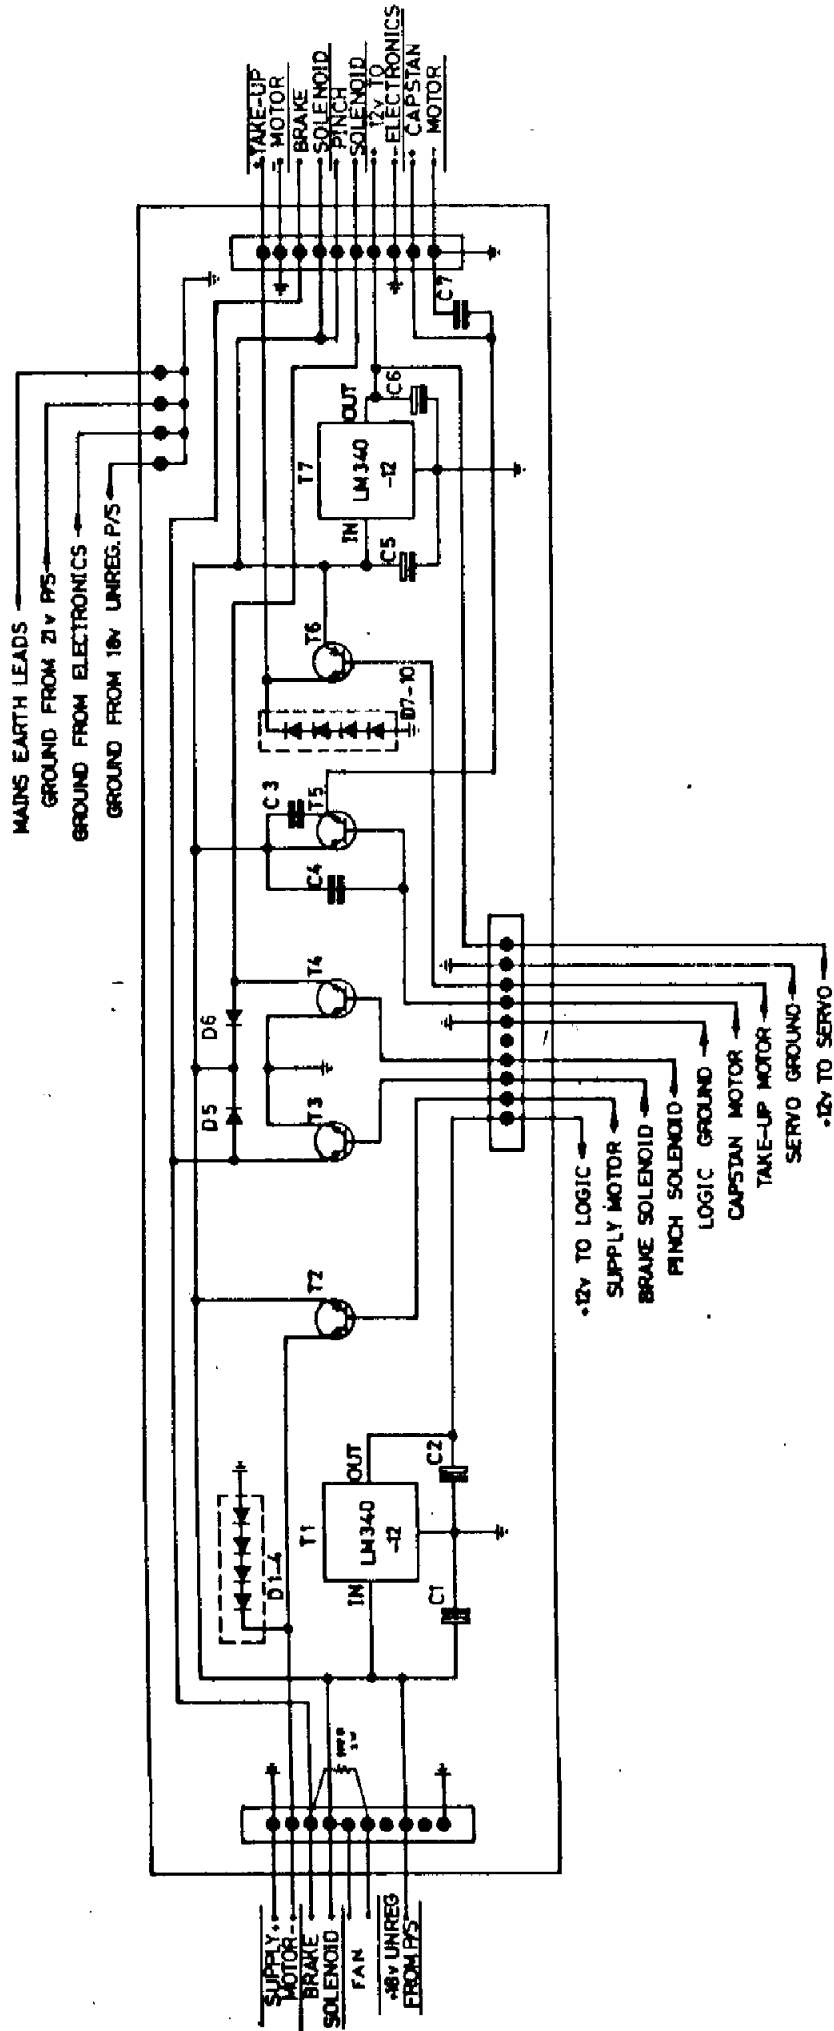 MAINS EARTH LEADS
GROUND FROM 21v P/S
GROUND FROM ELECTRONICS
GROUND FROM 18v UNREG. P/S
+TAKE-UP
- MOTOR
BRAKE
SOLENOID
PINCH
SOLENOID
+ 12v TO
- ELECTRONICS
+ CAPSTAN
- MOTOR
C7
T7
IN
LM340
-12
OUT
C6
C5
T6
D7-10
C3
T5
C4
T4
D6
D5
T3
T2
T1
IN
LM340
-12
OUT
C2
C1
D1-4
SUPPLY +
MOTOR -
BRAKE
SOLENOID
FAN
+18v UNREG
FROM P/S
+12v TO LOGIC
SUPPLY MOTOR
BRAKE SOLENOID
PINCH SOLENOID
LOGIC GROUND
CAPSTAN MOTOR
TAKE-UP MOTOR
SERVO GROUND
+12v TO SERVO